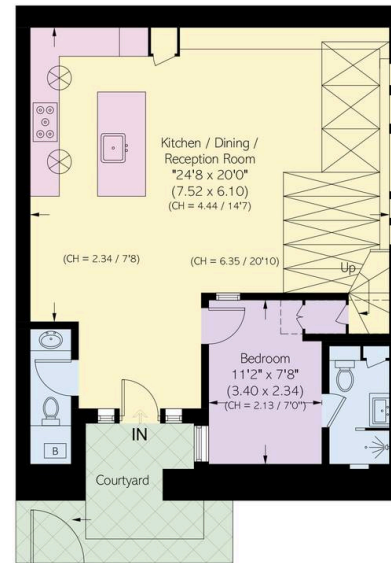 Kitchen / Dining /
Reception Room
"24'8 x 20'0"
(7.52 x 6.10)
(CH = 4.44 / 14'7)
(CH = 2.34 / 7'8)
(CH = 6.35 / 20'10)
Up
Bedroom
11'2" x 7'8"
(3.40 x 2.34)
(CH = 2.13 / 7'0")
B
IN
Courtyard